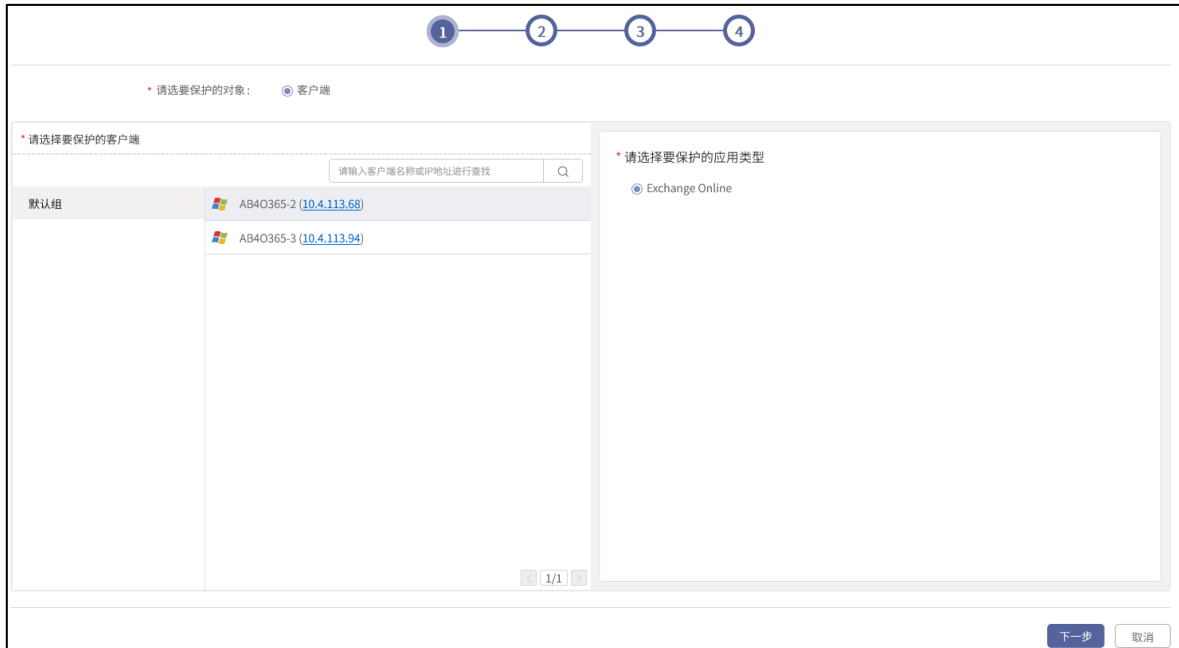 1 2 3 4
* 请选要保护的对象: 客户端
* 请选择要保护的客户端
请输入客户端名称或IP地址进行查找
默认组
AB4O365-2 (10.4.113.68)
AB4O365-3 (10.4.113.94)
< 1/1 >
* 请选择要保护的应用类型
Exchange Online
下一步 取消